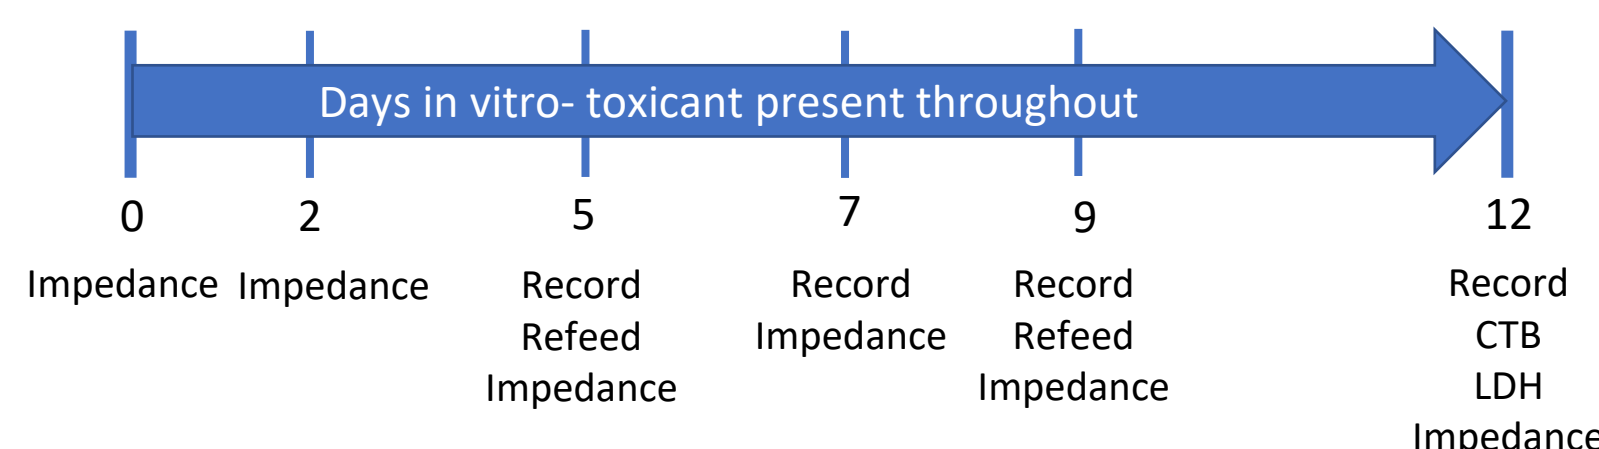 Days in vitro- toxicant present throughout
0 2 5 7 9 12
Impedance Impedance Record Record Record Record
Refeed Impedance Refeed CTB
Impedance Impedance LDH
Impedance